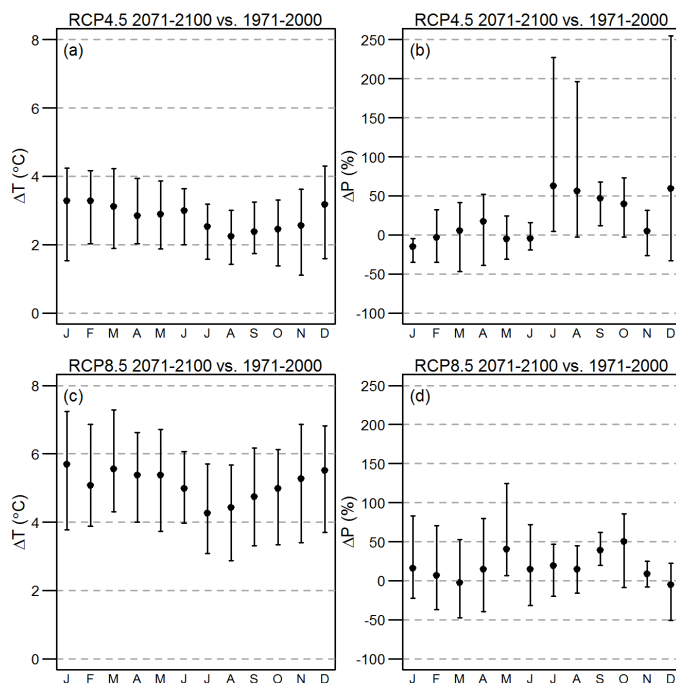 RCP4.5 2071-2100 vs. 1971-2000
(a)
ΔT (°C)
8
6
4
2
0
J F M A M J J A S O N D
RCP4.5 2071-2100 vs. 1971-2000
(b)
ΔP (%)
250
200
150
100
50
0
-50
-100
J F M A M J J A S O N D
RCP8.5 2071-2100 vs. 1971-2000
(c)
ΔT (°C)
8
6
4
2
0
J F M A M J J A S O N D
RCP8.5 2071-2100 vs. 1971-2000
(d)
ΔP (%)
250
200
150
100
50
0
-50
-100
J F M A M J J A S O N D